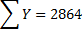 ∑ Y = 2864